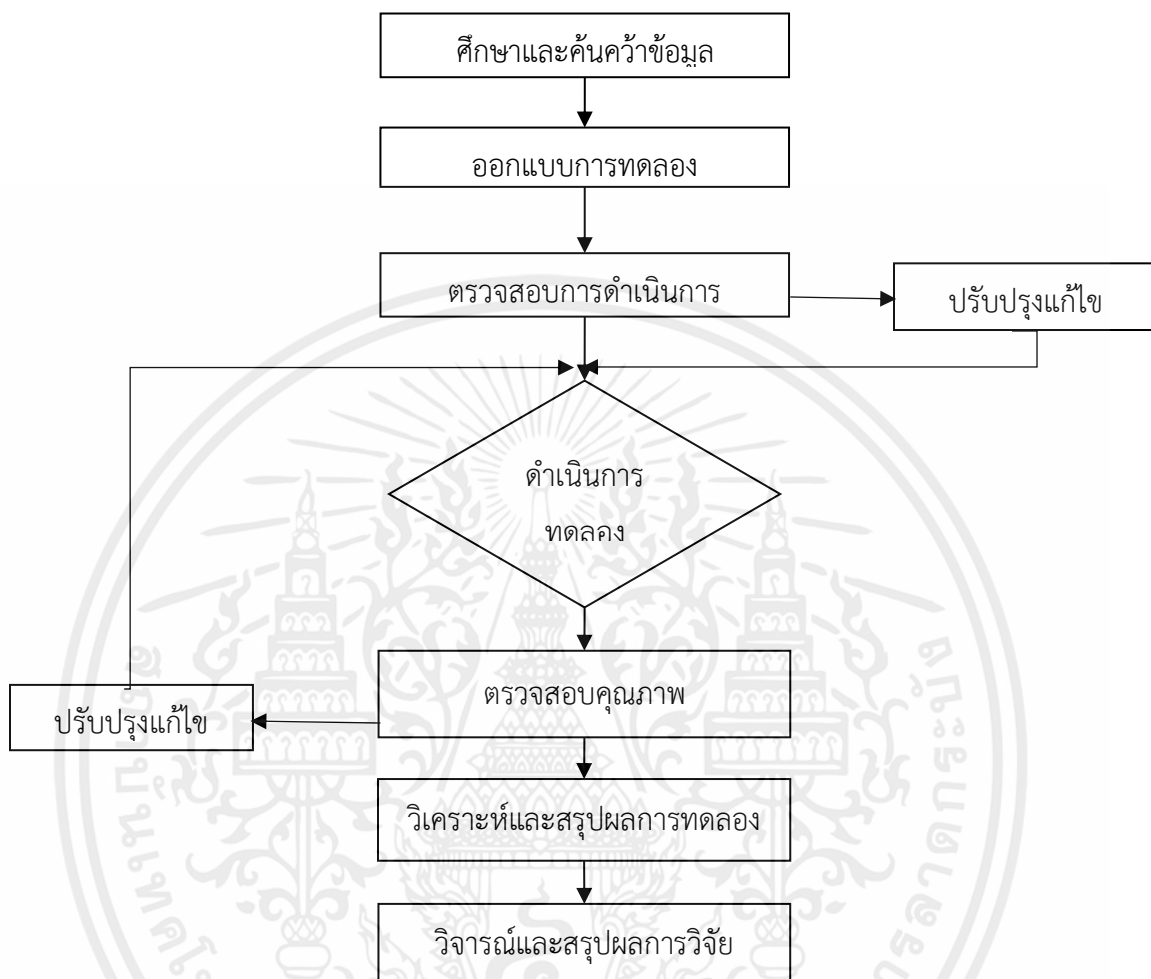 ศึกษาและค้นคว้าข้อมูล
ออกแบบการทดลอง
ตรวจสอบการดำเนินการ
ปรับปรุงแก้ไข
ดำเนินการ
ทดลอง
ตรวจสอบคุณภาพ
ปรับปรุงแก้ไข
วิเคราะห์และสรุปผลการทดลอง
วิจารณ์และสรุปผลการวิจัย